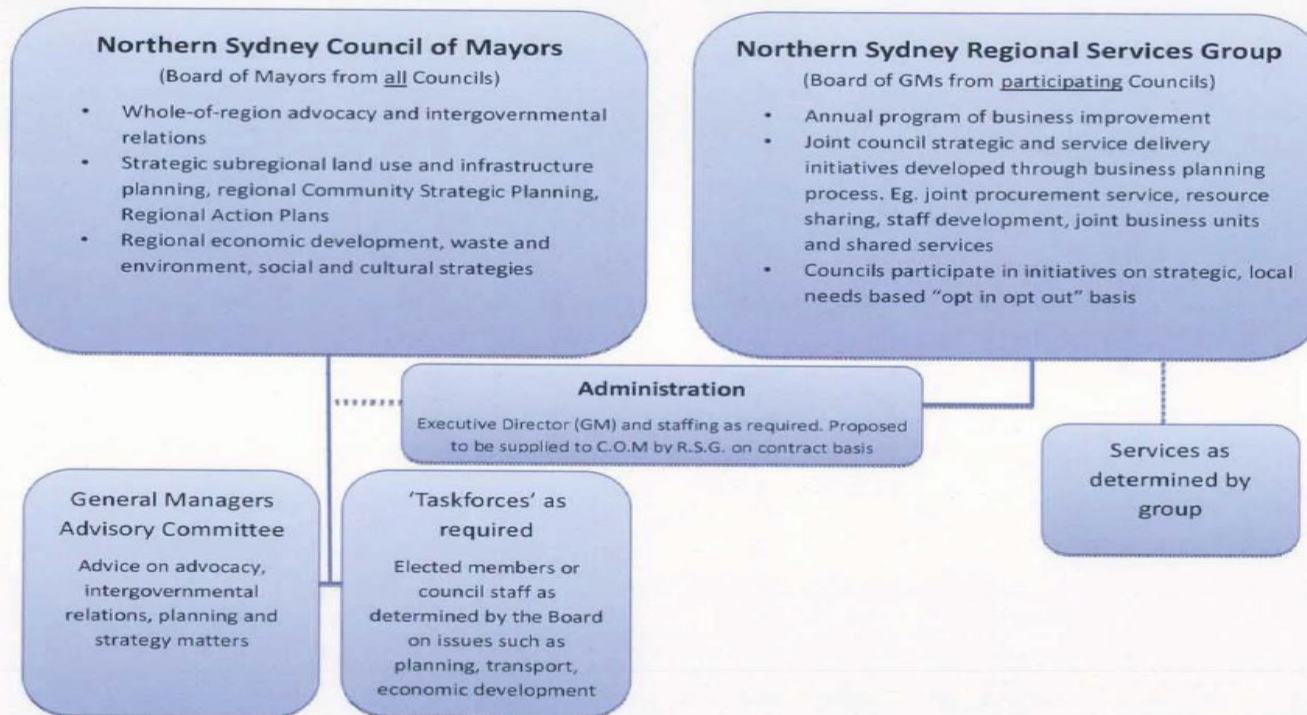 Northern Sydney Council of Mayors
(Board of Mayors from all Councils)
• Whole-of-region advocacy and intergovernmental
relations
• Strategic subregional land use and infrastructure
planning, regional Community Strategic Planning,
Regional Action Plans
• Regional economic development, waste and
environment, social and cultural strategies
Northern Sydney Regional Services Group
(Board of GMs from participating Councils)
• Annual program of business improvement
• Joint council strategic and service delivery
initiatives developed through business planning
process. Eg. joint procurement service, resource
sharing, staff development, joint business units
and shared services
• Councils participate in initiatives on strategic, local
needs based “opt in opt out” basis
Administration
Executive Director (GM) and staffing as required. Proposed
to be supplied to C.O.M by R.S.G. on contract basis
General Managers
Advisory Committee
Advice on advocacy,
intergovernmental
relations, planning and
strategy matters
‘Taskforces’ as
required
Elected members or
council staff as
determined by the Board
on issues such as
planning, transport,
economic development
Services as
determined by
group